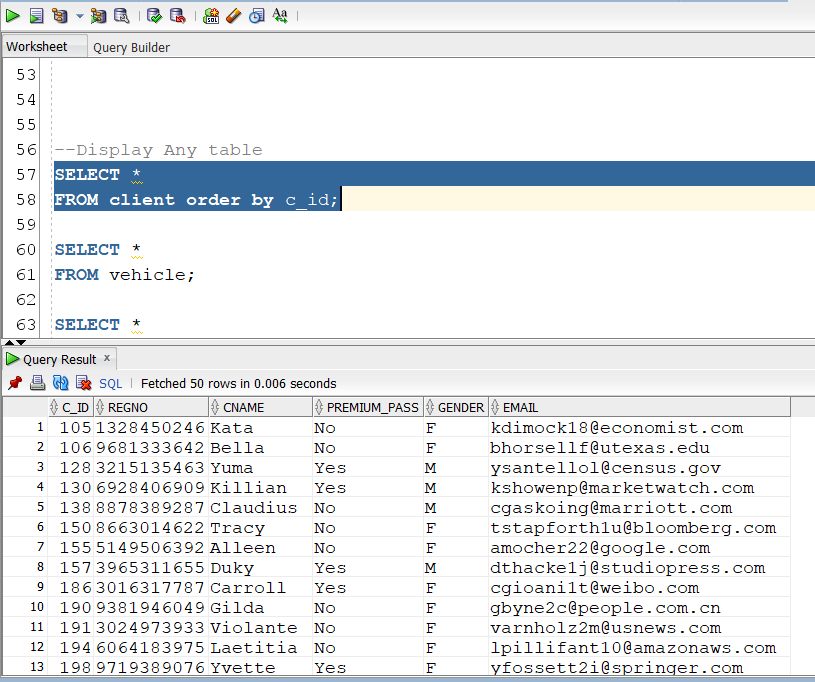 SQL
Aa
Worksheet Query Builder
53
54
55
56 --Display Any table
57 SELECT *
58 FROM client order by c_id;
59
60 SELECT *
61 FROM vehicle;
62
63 SELECT *
Query Result x
SQL | Fetched 50 rows in 0.006 seconds
C_ID REGNO CNAME PREMIUM_PASS GENDER EMAIL
1 105 1328450246 Kata No F kdimock18@economist.com
2 106 9681333642 Bella No F bhorsellf@utexas.edu
3 128 3215135463 Yuma Yes M ysantellol@census.gov
4 130 6928406909 Killian Yes M kshowenp@marketwatch.com
5 138 8878389287 Claudius No M cgaskoing@marriott.com
6 150 8663014622 Tracy No F tstapforth1u@bloomberg.com
7 155 5149506392 Alleen No F amocher22@google.com
8 157 3965311655 Duky Yes M dthacke1j@studiopress.com
9 186 3016317787 Carroll Yes F cgioani1t@weibo.com
10 190 9381946049 Gilda No F gbyne2c@people.com.cn
11 191 3024973933 Violante No F varnholz2m@usnews.com
12 194 6064183975 Laetitia No F lpillifant10@amazonaws.com
13 198 9719389076 Yvette Yes F yfossett2i@springer.com